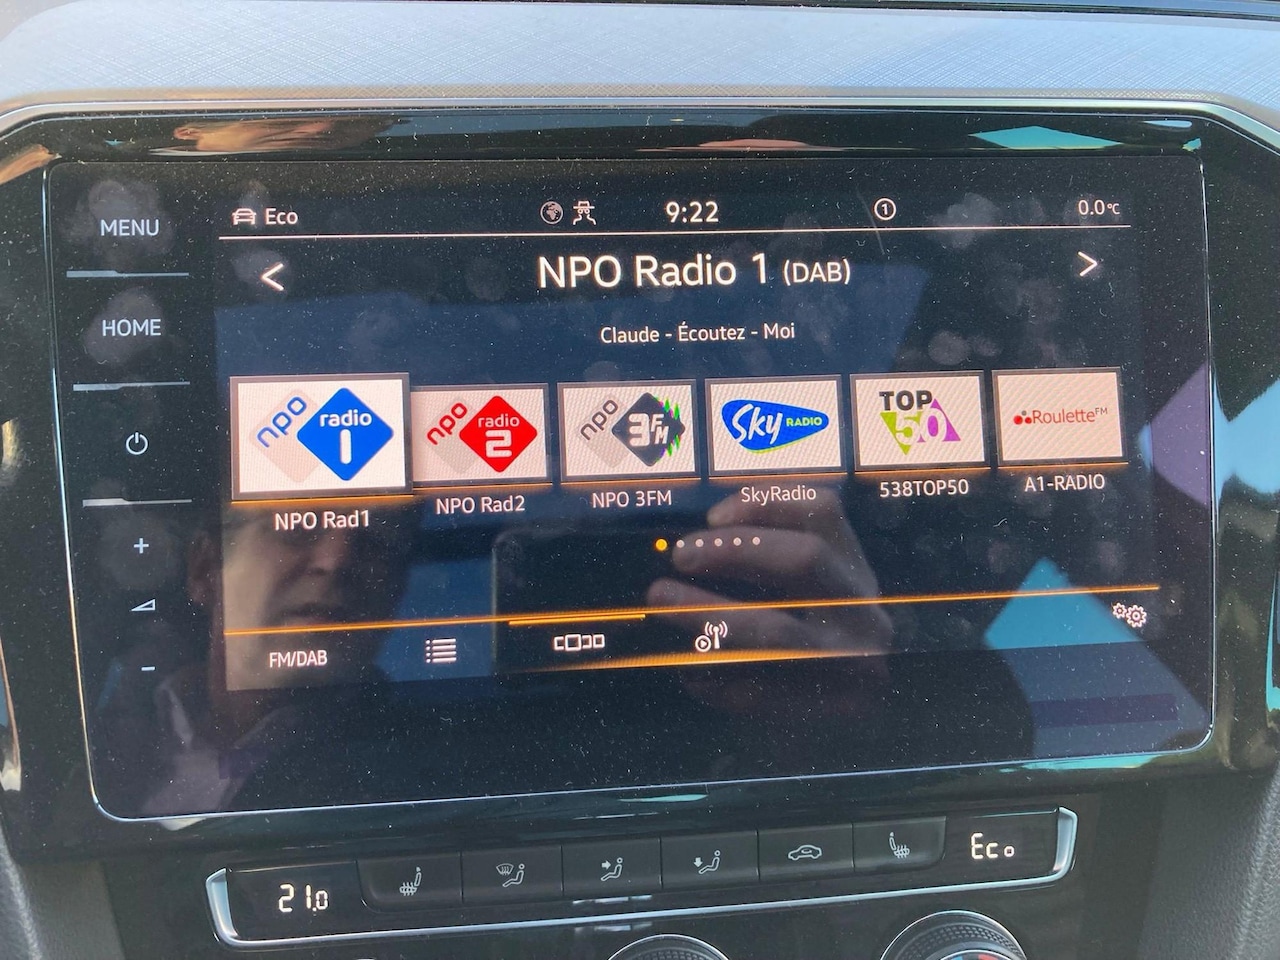 MENU
HOME
Eco
9:22
1
0.0°C
<
NPO Radio 1 (DAB)
>
Claude - Écoutez - Moi
npo radio 1
npo radio 2
npo 3FM
Sky RADIO
TOP 50
RouletteFM
NPO Rad1
NPO Rad2
NPO 3FM
SkyRadio
538TOP50
A1-RADIO
+
-
FM/DAB
21.0
Eco